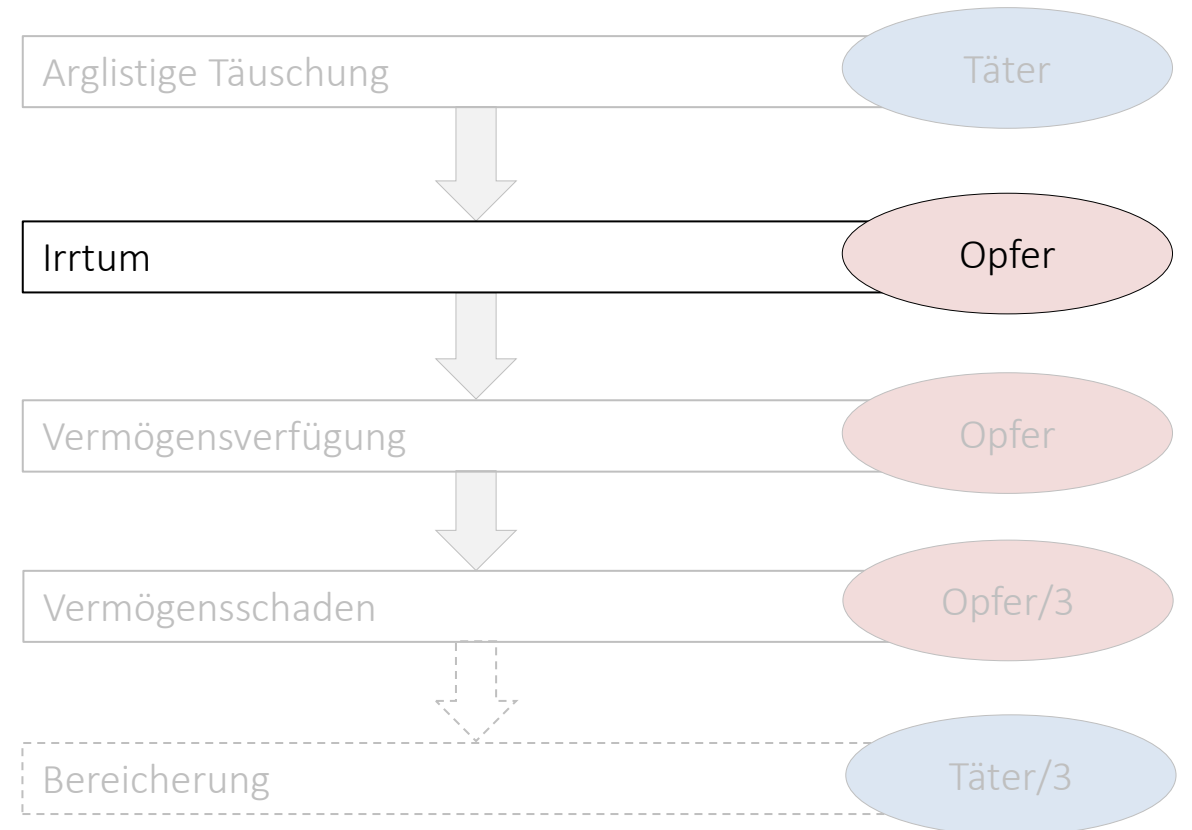 Arglistige Täuschung Täter
Irrtum Opfer
Vermögensverfügung Opfer
Vermögensschaden Opfer/3
Bereicherung Täter/3